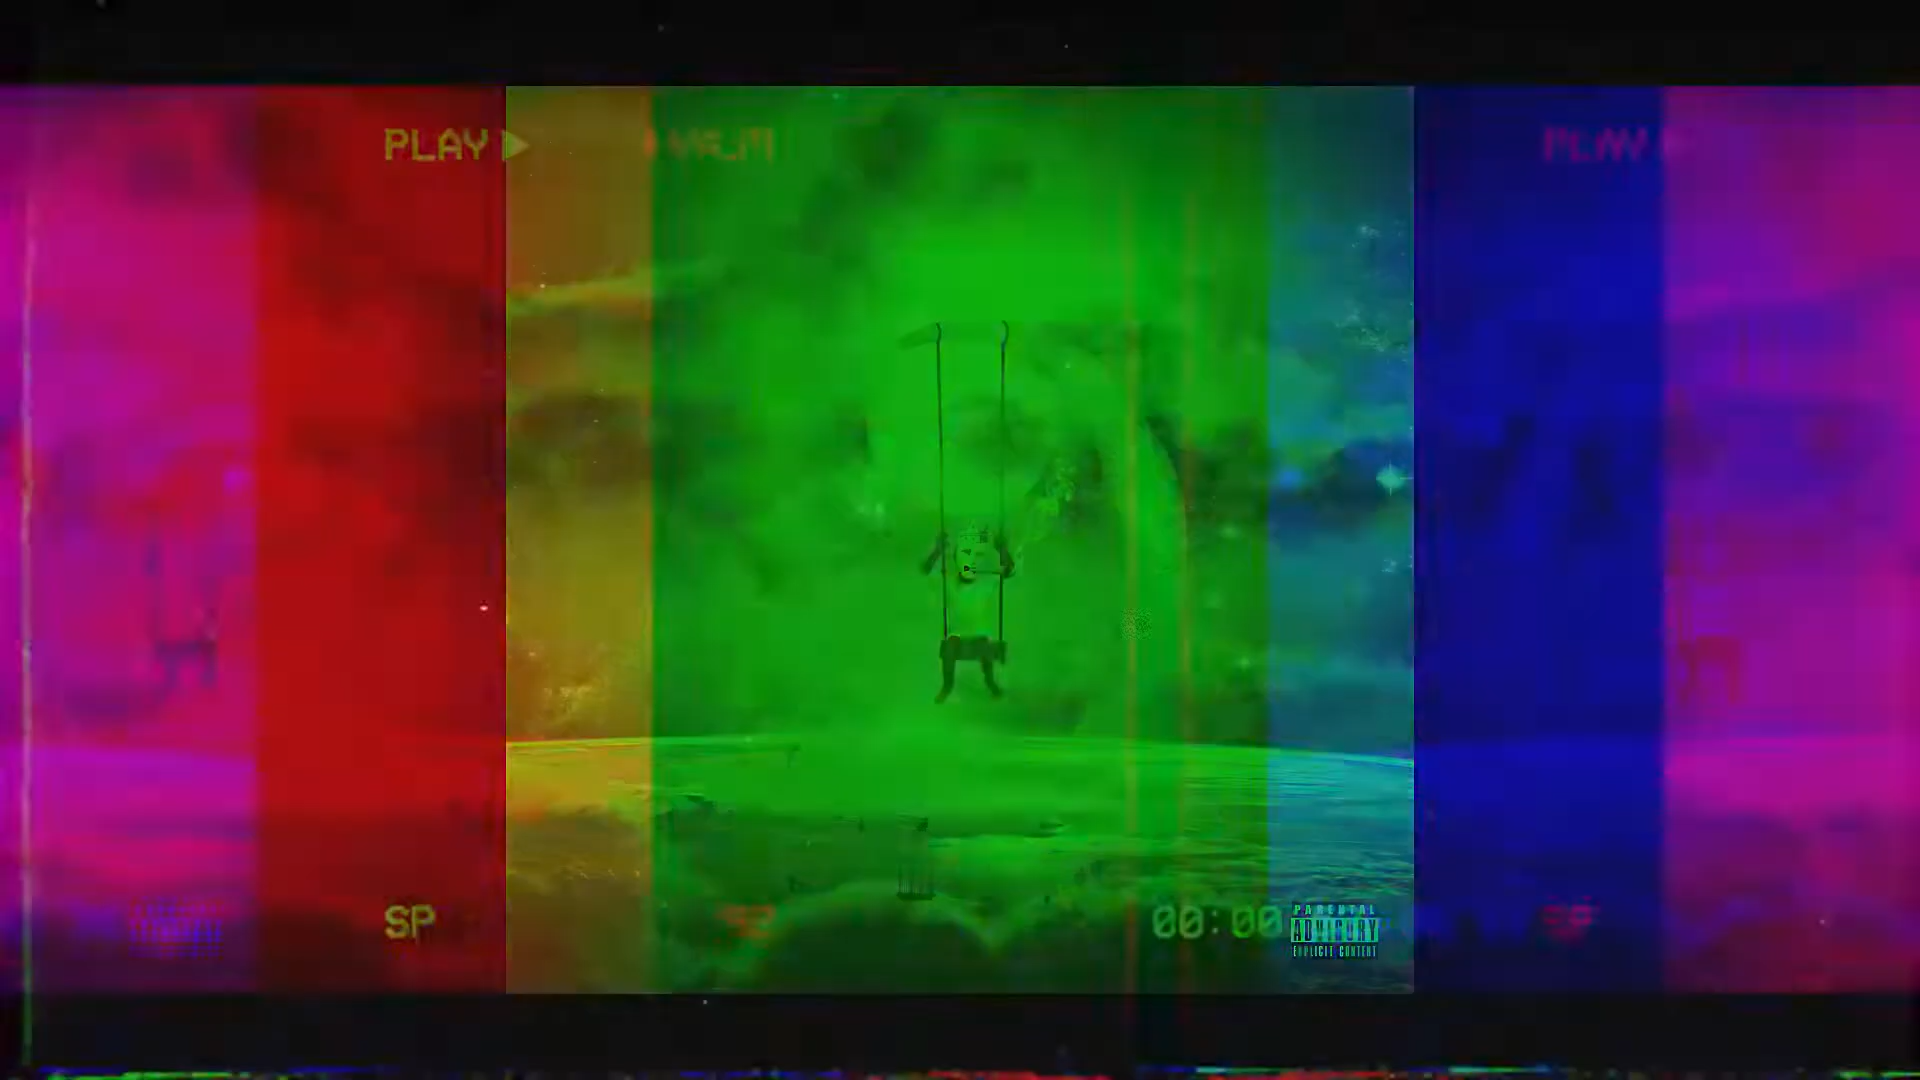 PLAY
SP
00:00
PARENTAL
ADVISORY
EXPLICIT CONTENT